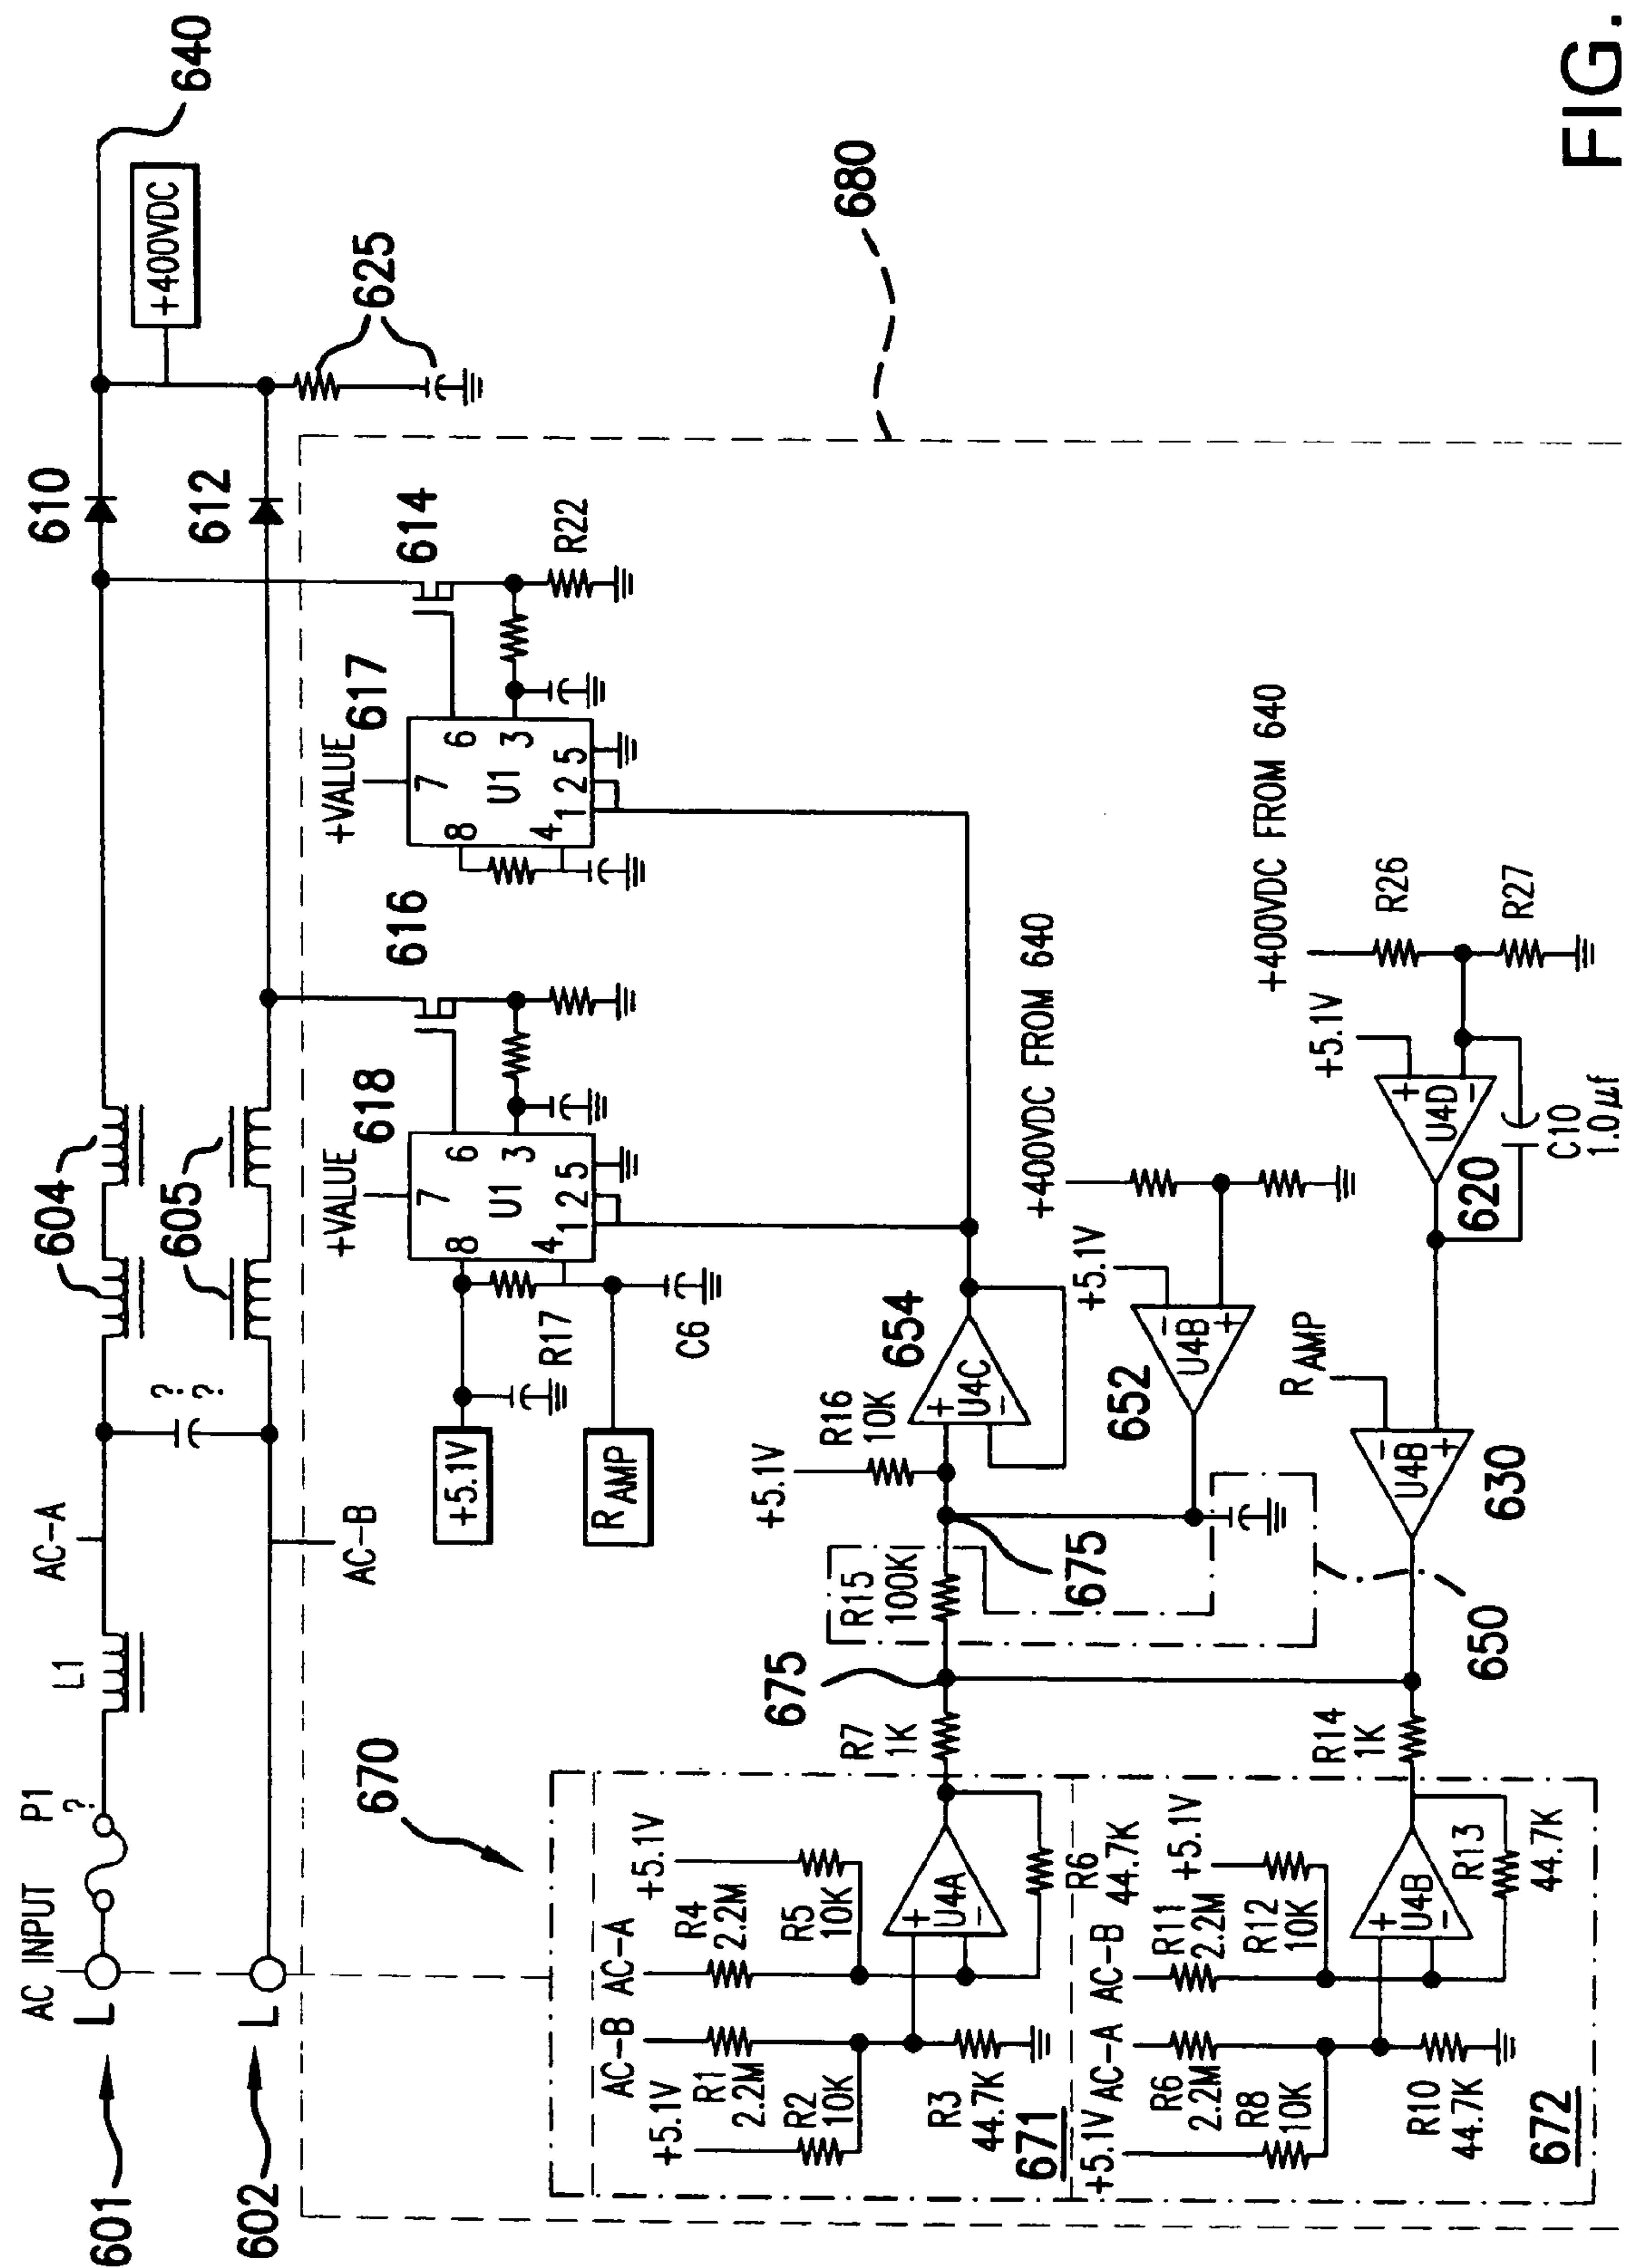 601
602
L
L
AC INPUT
P1
?
L1
AC-A
AC-B
?
?
604
605
610
612
640
+400VDC
625
680
+5.1V
R AMP
+VALUE
618
616
8
7
6
U1
4
3
1
2
5
R17
C6
+VALUE
617
614
8
7
6
U1
4
3
1
2
5
R22
670
AC-B
AC-A
+5.1V
R1
2.2M
R2
10K
R3
44.7K
R4
2.2M
R5
10K
+5.1V
+
U4A
-
R6
44.7K
671
675
R7
1K
R15
100K
675
+5.1V
R16
10K
+
U4C
-
654
+5.1V
+400VDC FROM 640
-
U4B
+
652
650
+5.1V
AC-A
AC-B
R6
2.2M
R8
10K
R10
44.7K
R11
2.2M
R12
10K
+5.1V
+
U4B
-
R13
44.7K
672
R14
1K
R AMP
-
U4B
+
630
620
+5.1V
+
U4D
-
C10
1.0µf
+400VDC FROM 640
R26
R27
FIG.